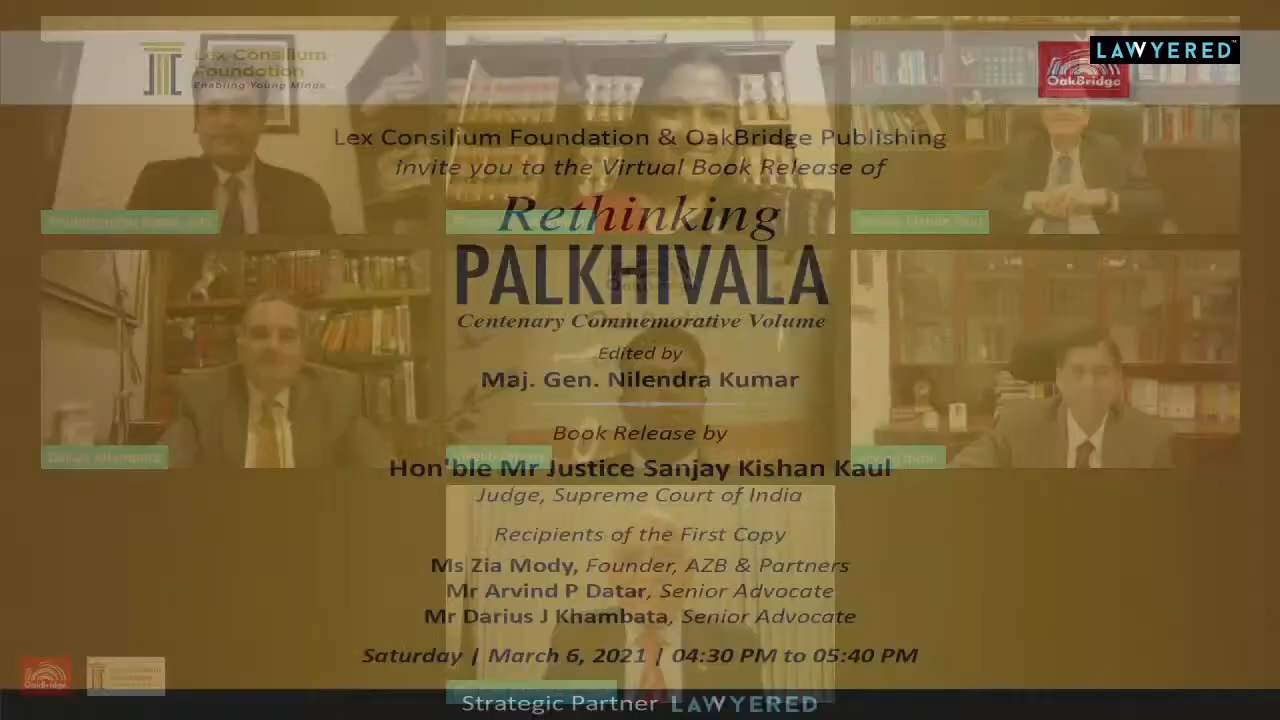 Lex Consilium
Foundation
Enabling Young Minds
LAWYERED
OakBridge
Lex Consilium Foundation & OakBridge Publishing
invite you to the Virtual Book Release of
Rethinking
PALKHIVALA
Centenary Commemorative Volume
Edited by
Maj. Gen. Nilendra Kumar
Book Release by
Hon'ble Mr Justice Sanjay Kishan Kaul
Judge, Supreme Court of India
Recipients of the First Copy
Ms Zia Mody, Founder, AZB & Partners
Mr Arvind P Datar, Senior Advocate
Mr Darius J Khambata, Senior Advocate
Saturday | March 6, 2021 | 04:30 PM to 05:40 PM
OakBridge
Strategic Partner LAWYERED